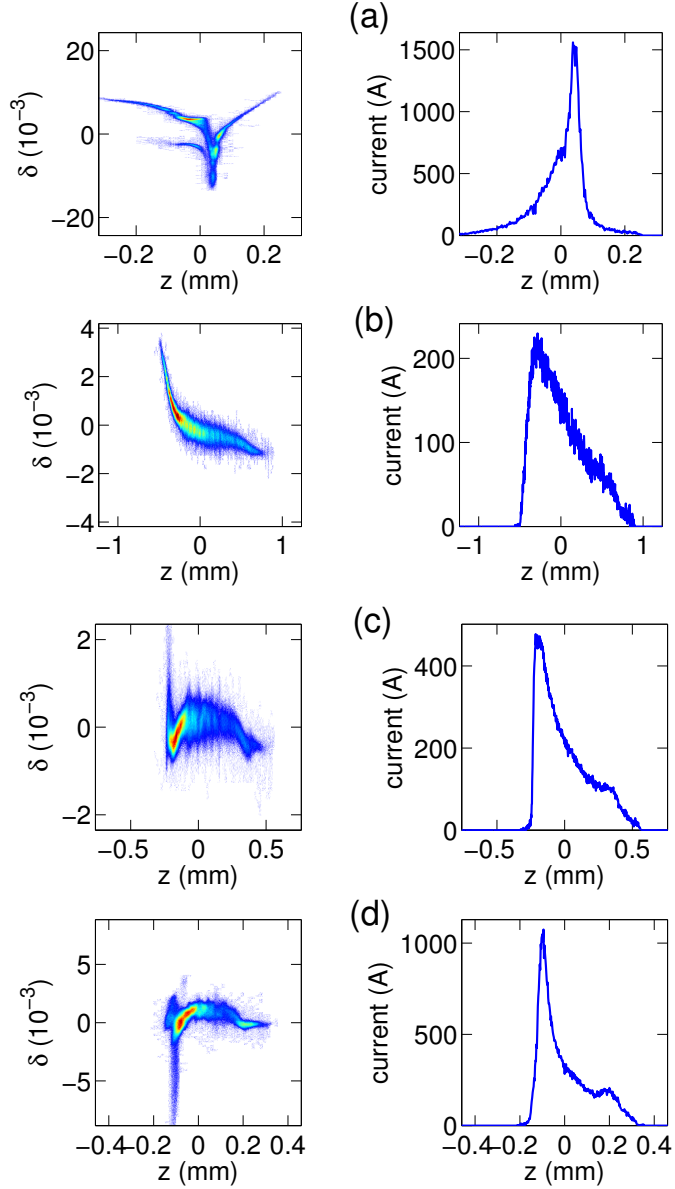 (a)
20
0
−20
δ (10⁻³)
−0.2 0 0.2
z (mm)
1500
1000
500
0
current (A)
−0.2 0 0.2
z (mm)
(b)
4
2
0
−2
−4
δ (10⁻³)
−1 0 1
z (mm)
200
100
0
current (A)
−1 0 1
z (mm)
(c)
2
0
−2
δ (10⁻³)
−0.5 0 0.5
z (mm)
400
200
0
current (A)
−0.5 0 0.5
z (mm)
(d)
5
0
−5
δ (10⁻³)
−0.4 −0.2 0 0.2 0.4
z (mm)
1000
500
0
current (A)
−0.4 −0.2 0 0.2 0.4
z (mm)